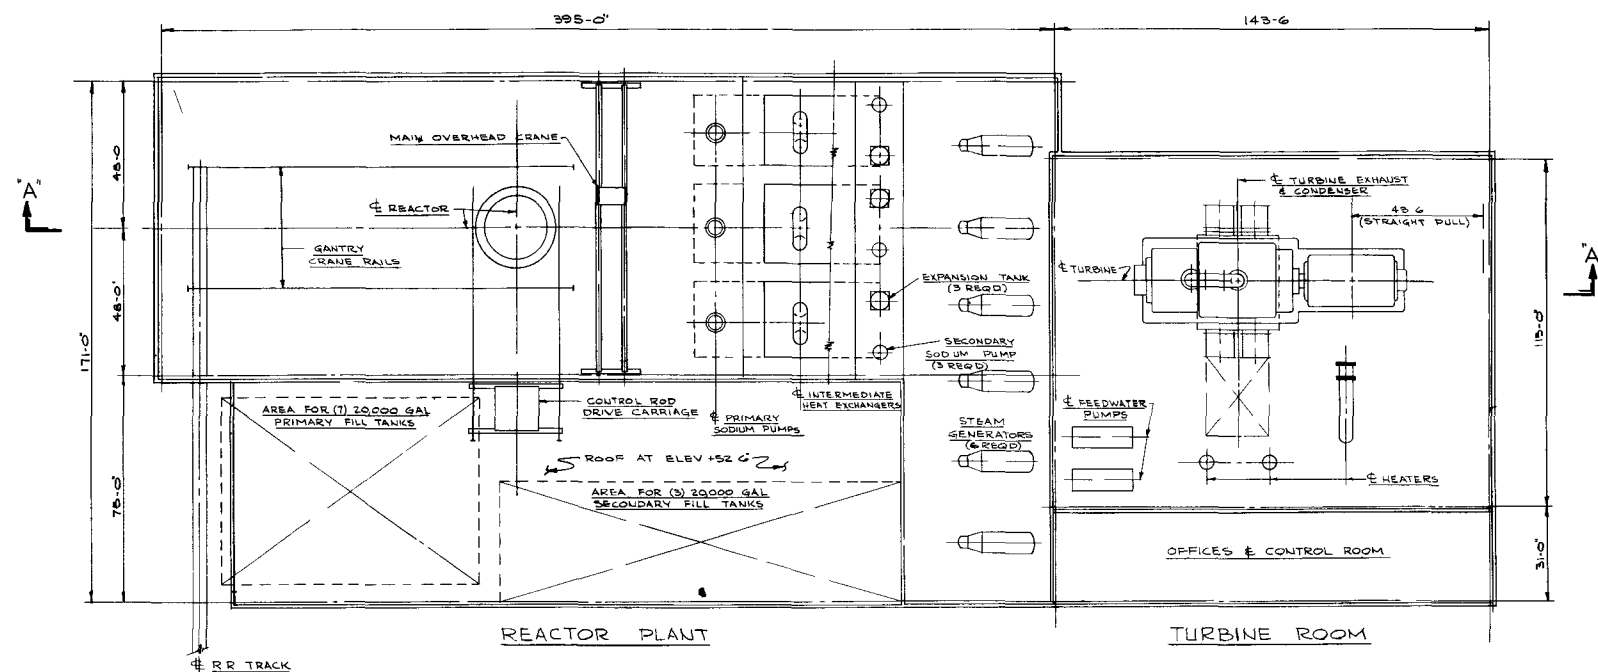 395-0"
143-6
MAIN OVERHEAD CRANE
48-0
"A"
℄ REACTOR
GANTRY
CRANE RAILS
℄ TURBINE EXHAUST
& CONDENSER
43 6
(STRAIGHT PULL)
"A"
℄ TURBINE
EXPANSION TANK
(3 REQD)
48-0"
171-0"
115-0"
SECONDARY
SODIUM PUMP
(3 REQD)
℄ INTERMEDIATE
HEAT EXCHANGERS
CONTROL ROD
DRIVE CARRIAGE
℄ PRIMARY
SODIUM PUMPS
AREA FOR (7) 20,000 GAL
PRIMARY FILL TANKS
℄ FEEDWATER
PUMPS
STEAM
GENERATORS
(6 REQD)
ROOF AT ELEV +52 6
75-0"
AREA FOR (3) 20,000 GAL
SECONDARY FILL TANKS
℄ HEATERS
OFFICES & CONTROL ROOM
31-0"
REACTOR PLANT
TURBINE ROOM
℄ RR TRACK